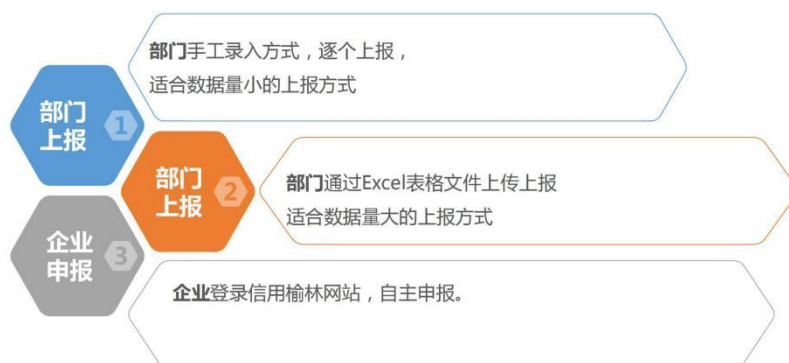 部门手工录入方式，逐个上报，
适合数据量小的上报方式
部门
上报
1
部门
上报
2
部门通过Excel表格文件上传上报
适合数据量大的上报方式
企业
申报
3
企业登录信用榆林网站，自主申报。